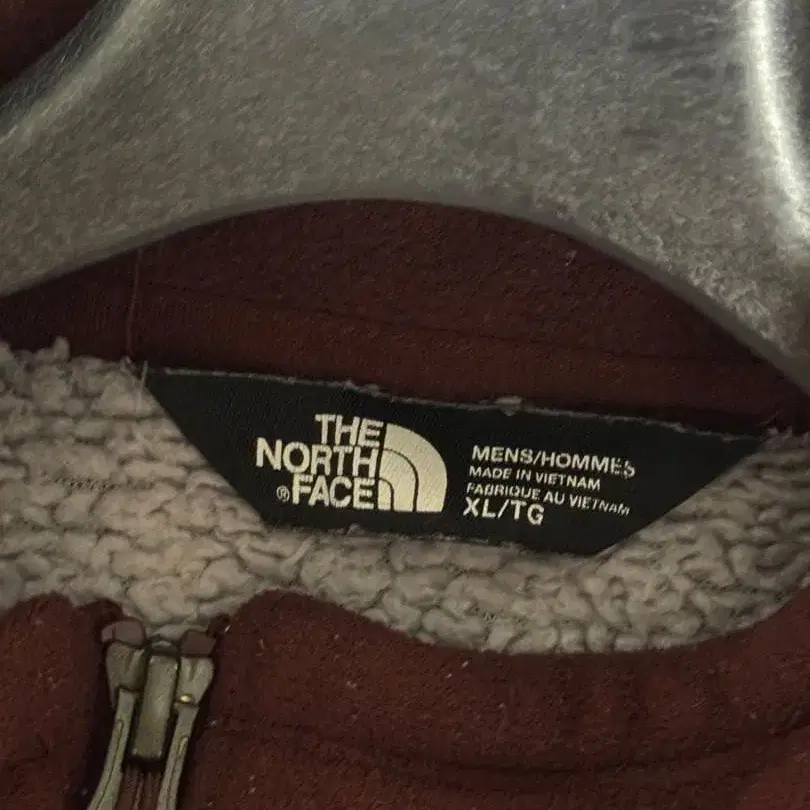 THE
NORTH
® FACE
MENS/HOMMES
MADE IN VIETNAM
FABRIQUE AU VIETNAM
XL/TG